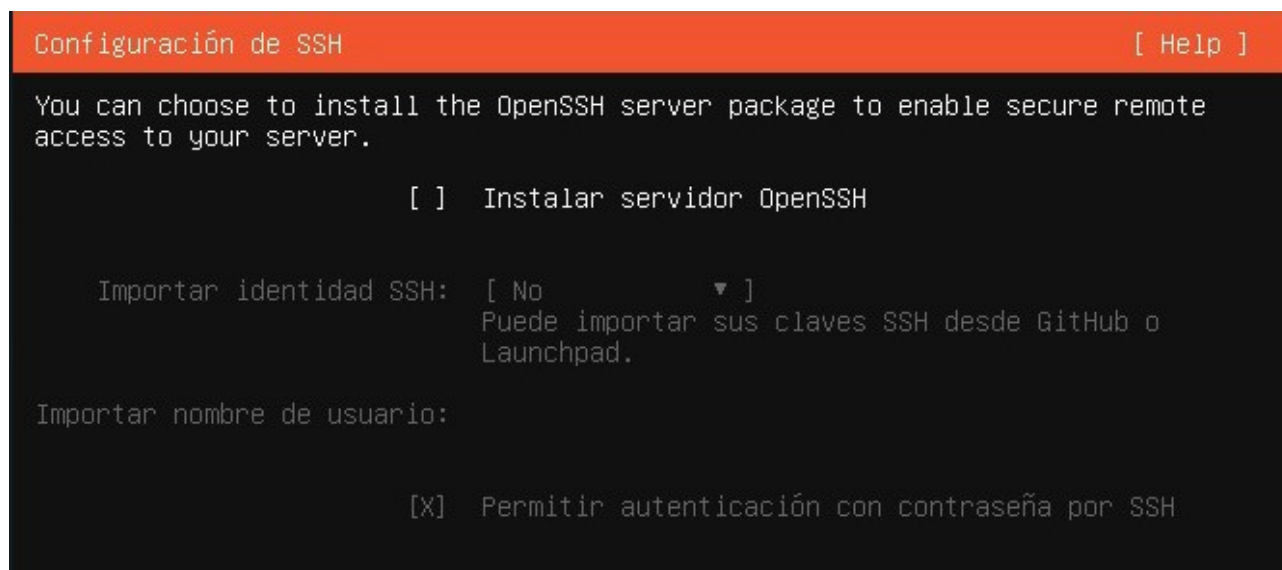 Configuración de SSH [ Help ]
You can choose to install the OpenSSH server package to enable secure remote
access to your server.
[ ] Instalar servidor OpenSSH
Importar identidad SSH: [ No ▼ ]
Puede importar sus claves SSH desde GitHub o
Launchpad.
Importar nombre de usuario:
[X] Permitir autenticación con contraseña por SSH